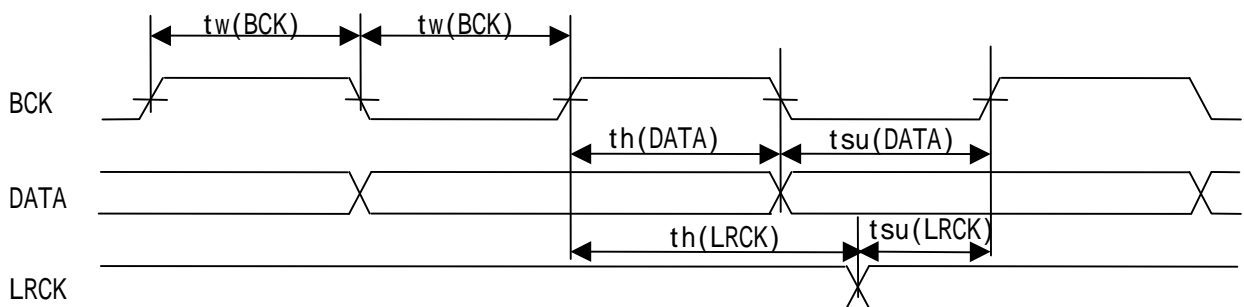 tw(BCK) tw(BCK)
BCK
th(DATA) tsu(DATA)
DATA
th(LRCK) tsu(LRCK)
LRCK